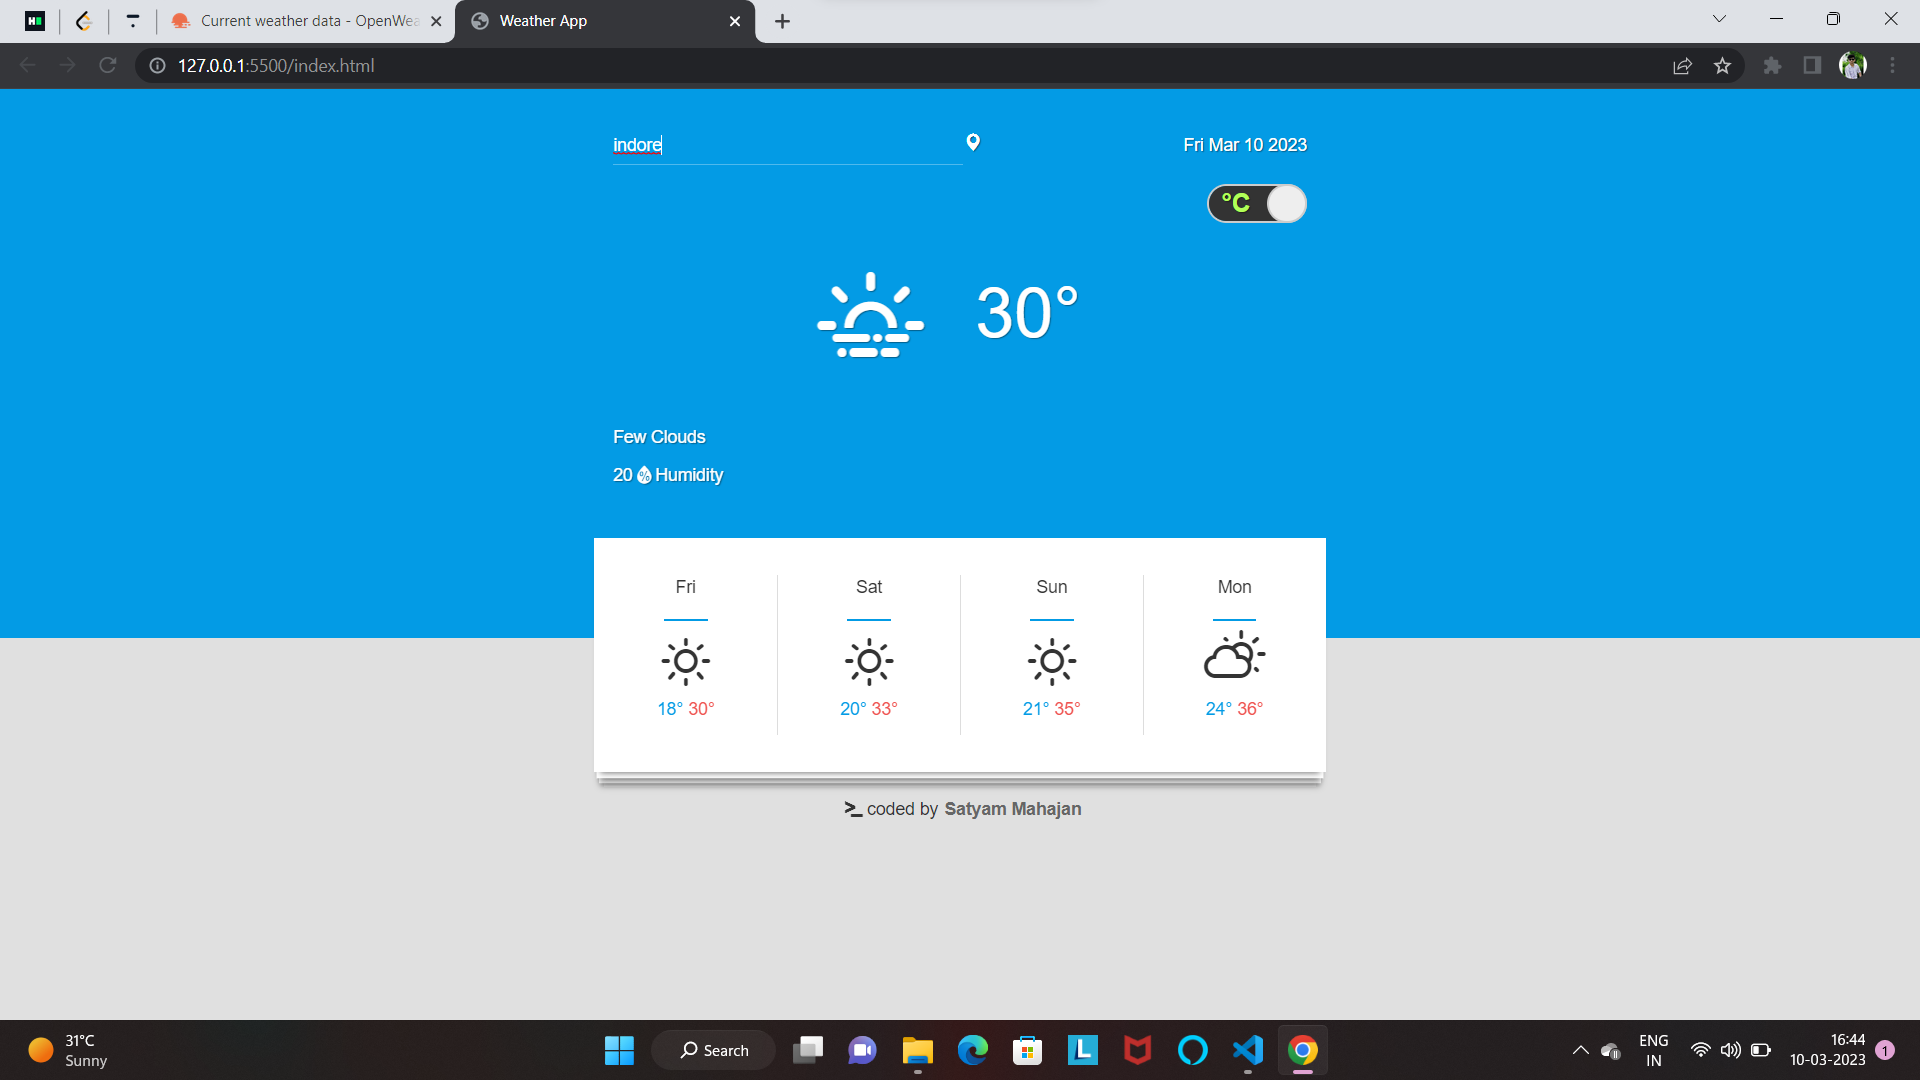 Current weather data - OpenWea
Weather App
127.0.0.1:5500/index.html
indore
Fri Mar 10 2023
°C
30°
Few Clouds
20 % Humidity
Fri Sat Sun Mon
18° 30° 20° 33° 21° 35° 24° 36°
>_ coded by Satyam Mahajan
31°C
Sunny
Search
L
ENG
IN
16:44
10-03-2023
1